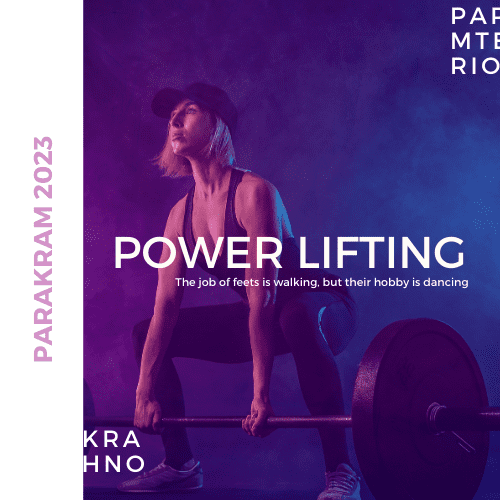 PAR
MTE
RIO
PARAKRAM 2023
POWER LIFTING
The job of feets is walking, but their hobby is dancing
KRA
HNO